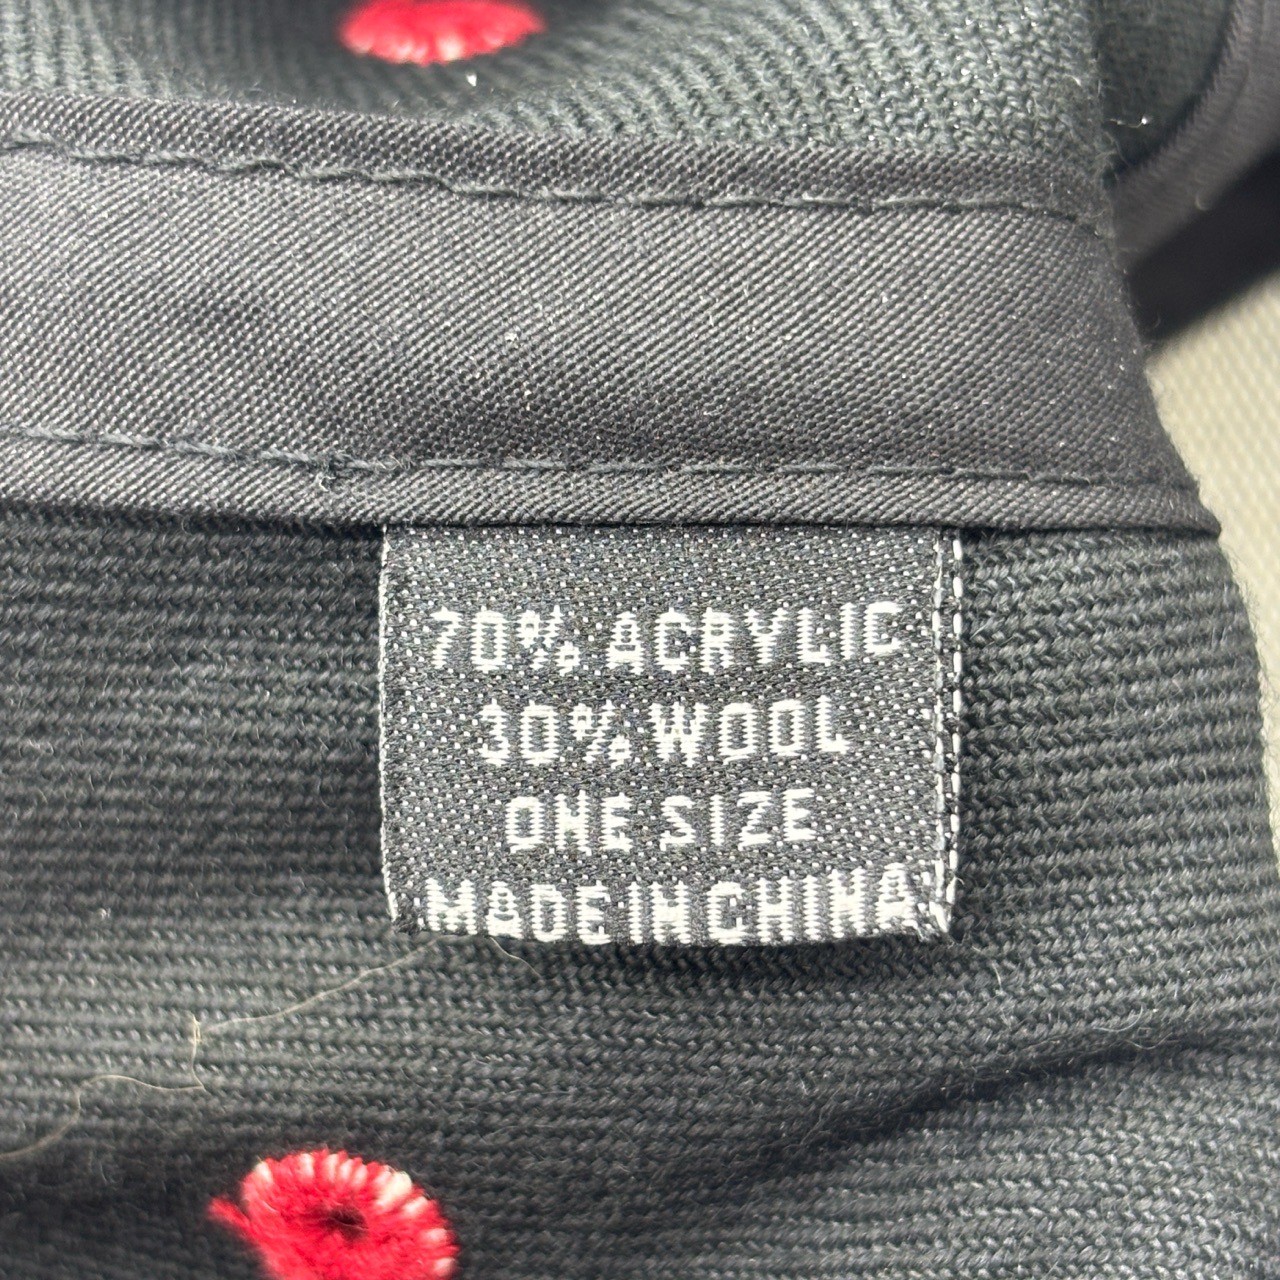 70% ACRYLIC
30% WOOL
ONE SIZE
MADE IN CHINA